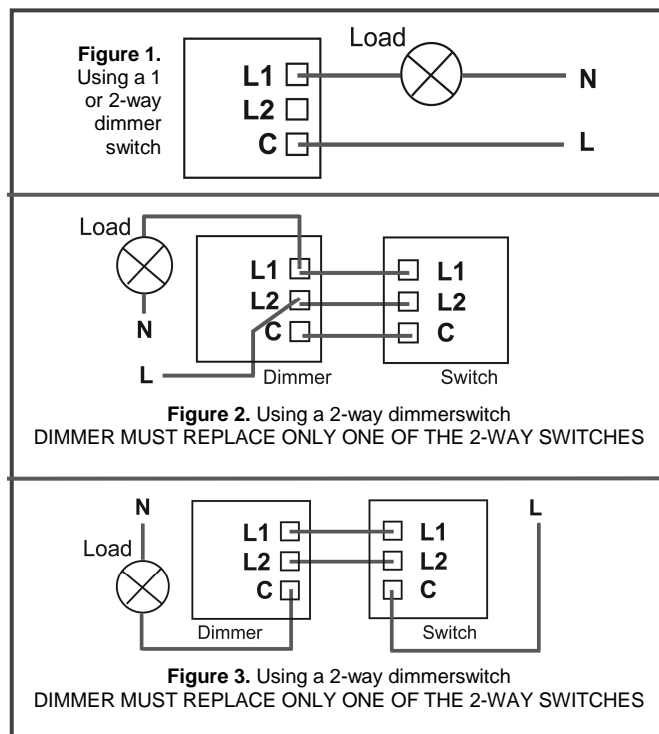 Figure 1.
Using a 1
or 2-way
dimmer
switch
Load
L1
N
L2
C
L
Load
L1
L1
L2
L2
N
C
C
L
Dimmer
Switch
Figure 2. Using a 2-way dimmerswitch
DIMMER MUST REPLACE ONLY ONE OF THE 2-WAY SWITCHES
N
L
L1
L1
Load
L2
L2
C
C
Dimmer
Switch
Figure 3. Using a 2-way dimmerswitch
DIMMER MUST REPLACE ONLY ONE OF THE 2-WAY SWITCHES